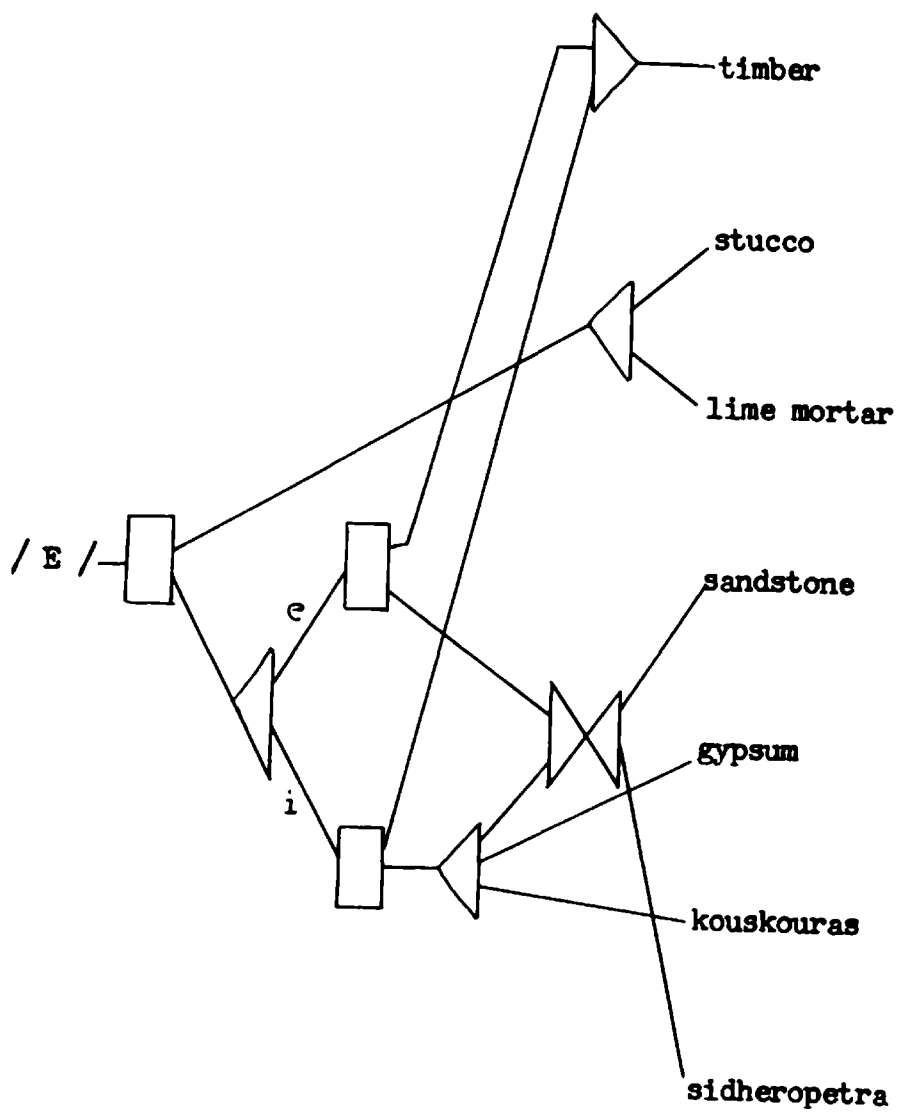 timber
stucco
lime mortar
/ E /
e
sandstone
gypsum
i
kouskouras
sidheropetra